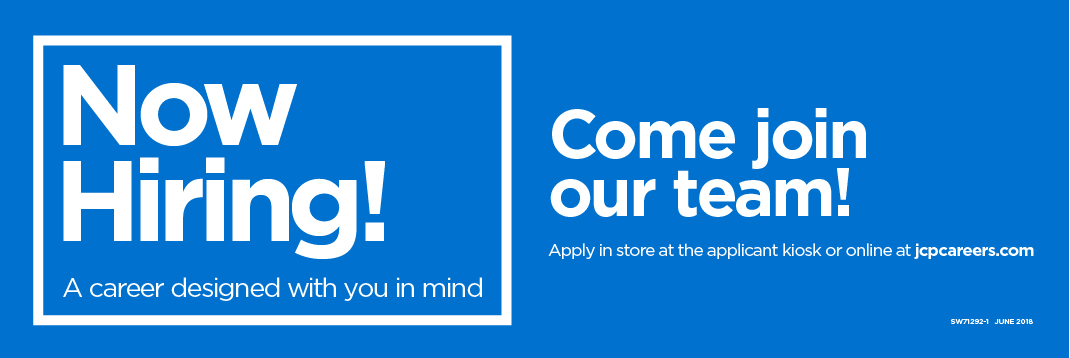 Now
Hiring!
A career designed with you in mind
Come join
our team!
Apply in store at the applicant kiosk or online at jcpcareers.com
SW71292-1 JUNE 2018